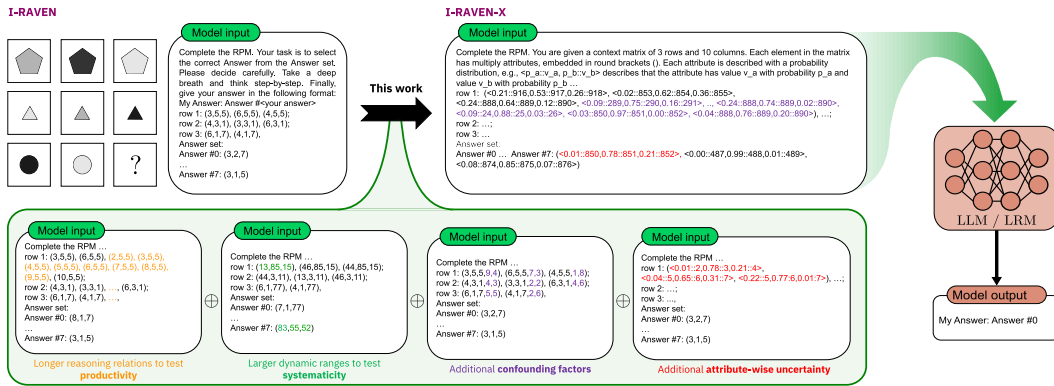 I-RAVEN
?
Model input
Complete the RPM. Your task is to select
the correct Answer from the Answer set.
Please decide carefully. Take a deep
breath and think step-by-step. Finally,
give your answer in the following format:
My Answer: Answer #<your answer>
row 1: (3,5,5), (6,5,5), (4,5,5);
row 2: (4,3,1), (3,3,1), (6,3,1);
row 3: (6,1,7), (4,1,7),
Answer set:
Answer #0: (3,2,7)
...
Answer #7: (3,1,5)
This work
I-RAVEN-X
Model input
Complete the RPM. You are given a context matrix of 3 rows and 10 columns. Each element in the matrix
has multiply attributes, embedded in round brackets (). Each attribute is described with a probability
distribution, e.g., <p_a::v_a, p_b::v_b> describes that the attribute has value v_a with probability p_a and
value v_b with probability p_b ...
row 1: (<0.21::916,0.53::917,0.26::918>, <0.02::853,0.62::854,0.36::855>,
<0.24::888,0.64::889,0.12::890>, <0.09::289,0.75::290,0.16::291>, .., <0.24::888,0.74::889,0.02::890>,
<0.09::24,0.88::25,0.03::26>, <0.03::850,0.97::851,0.00::852>, <0.04::888,0.76::889,0.20::890>), ...;
row 2: ...;
row 3: ...
Answer set:
Answer #0 ... Answer #7: (<0.01::850,0.78::851,0.21::852>, <0.00::487,0.99::488,0.01::489>,
<0.08::874,0.85::875,0.07::876>)
LLM / LRM
Model output
My Answer: Answer #0
Model input
Complete the RPM ...
row 1: (3,5,5), (6,5,5), (2,5,5), (3,5,5),
(4,5,5), (5,5,5), (6,5,5), (7,5,5), (8,5,5),
(9,5,5), (10,5,5);
row 2: (4,3,1), (3,3,1), ..., (6,3,1);
row 3: (6,1,7), (4,1,7), ...,
Answer set:
Answer #0: (8,1,7)
...
Answer #7: (3,1,5)
Longer reasoning relations to test
productivity
Model input
Complete the RPM ...
row 1: (13,85,15), (46,85,15), (44,85,15);
row 2: (44,3,11), (13,3,11), (46,3,11);
row 3: (6,1,77), (4,1,77),
Answer set:
Answer #0: (7,1,77)
...
Answer #7: (83,55,52)
Larger dynamic ranges to test
systematicity
Model input
Complete the RPM ...
row 1: (3,5,5,9,4), (6,5,5,7,3), (4,5,5,1,8);
row 2: (4,3,1,4,3), (3,3,1,2,2), (6,3,1,4,6);
row 3: (6,1,7,5,5), (4,1,7,2,6),
Answer set:
Answer #0: (3,2,7)
...
Answer #7: (3,1,5)
Additional confounding factors
Model input
Complete the RPM ...
row 1: (<0.01::2,0.78::3,0.21::4>,
<0.04::5,0.65::6,0.31::7>, <0.22::5,0.77:6,0.01:7>), ...;
row 2: ...;
row 3: ...,
Answer set:
Answer #0: (3,2,7)
...
Answer #7: (3,1,5)
Additional attribute-wise uncertainty